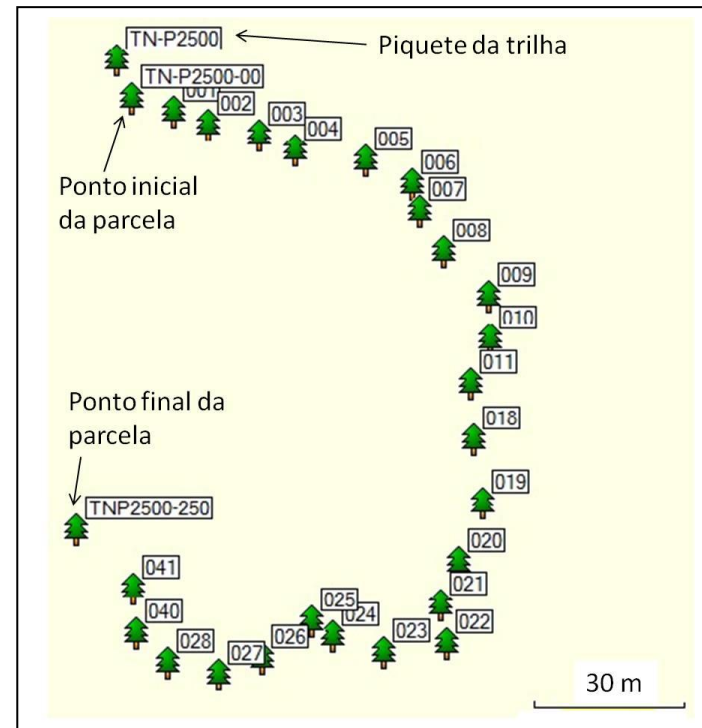 TN-P2500
Piquete da trilha
TN-P2500-00
001
002
003
004
005
006
007
008
009
010
011
018
019
020
021
022
023
024
025
026
027
028
040
041
TNP2500-250
Ponto inicial
da parcela
Ponto final da
parcela
30 m